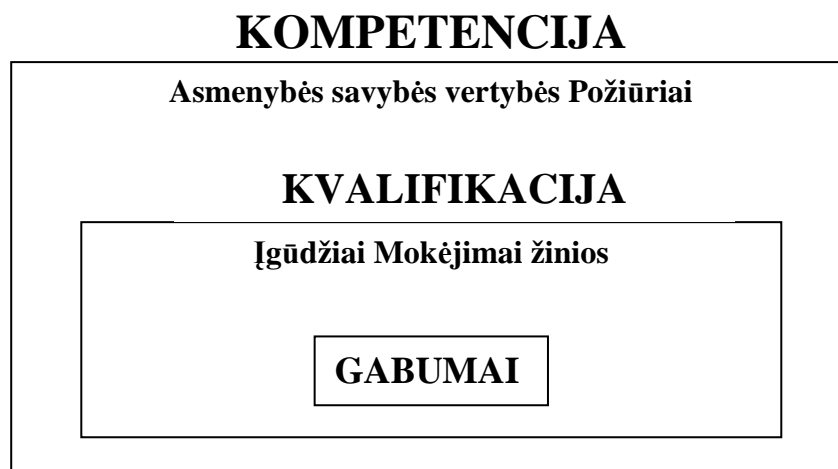 KOMPETENCIJA
Asmenybės savybės vertybės Požiūriai
KVALIFIKACIJA
Įgūdžiai Mokėjimai žinios
GABUMAI